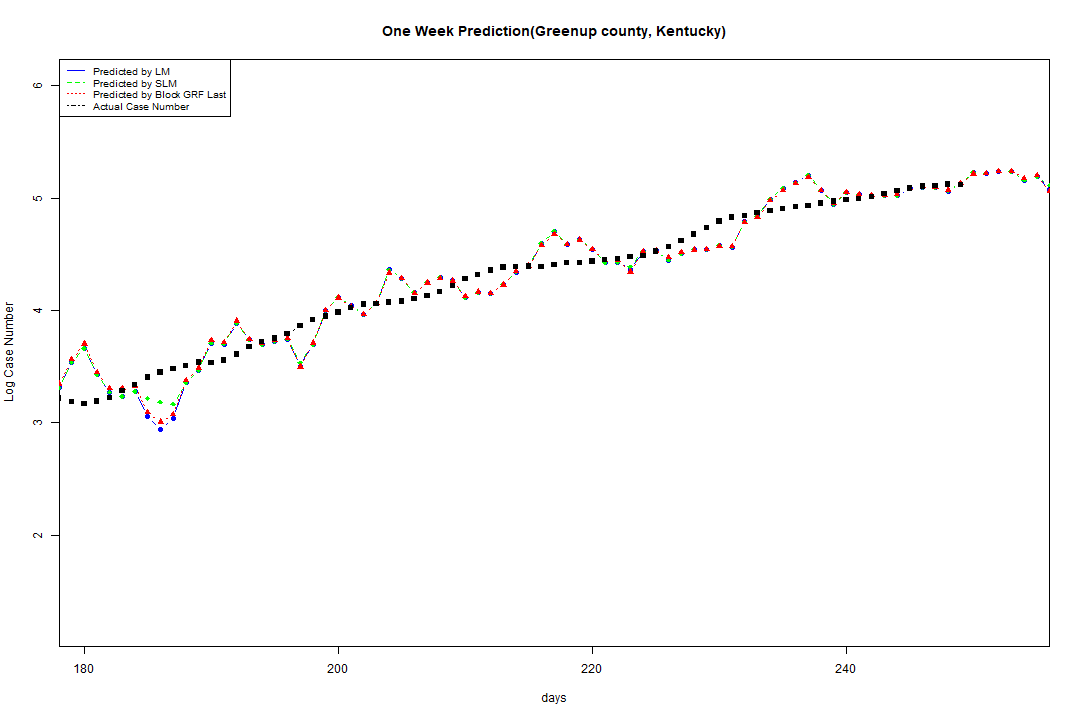 One Week Prediction(Greenup county, Kentucky)
Predicted by LM
Predicted by SLM
Predicted by Block GRF Last
Actual Case Number
6
5
4
3
2
Log Case Number
180 200 220 240
days